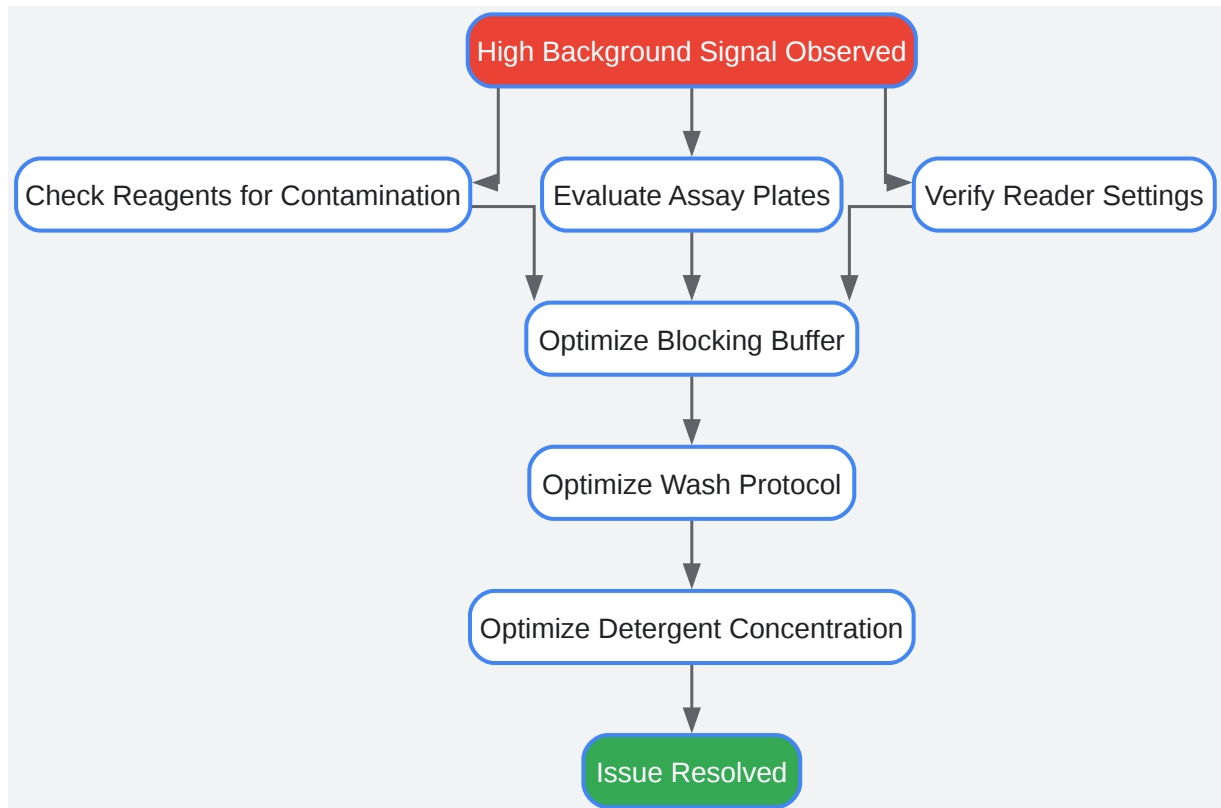 High Background Signal Observed
Check Reagents for Contamination
Evaluate Assay Plates
Verify Reader Settings
Optimize Blocking Buffer
Optimize Wash Protocol
Optimize Detergent Concentration
Issue Resolved